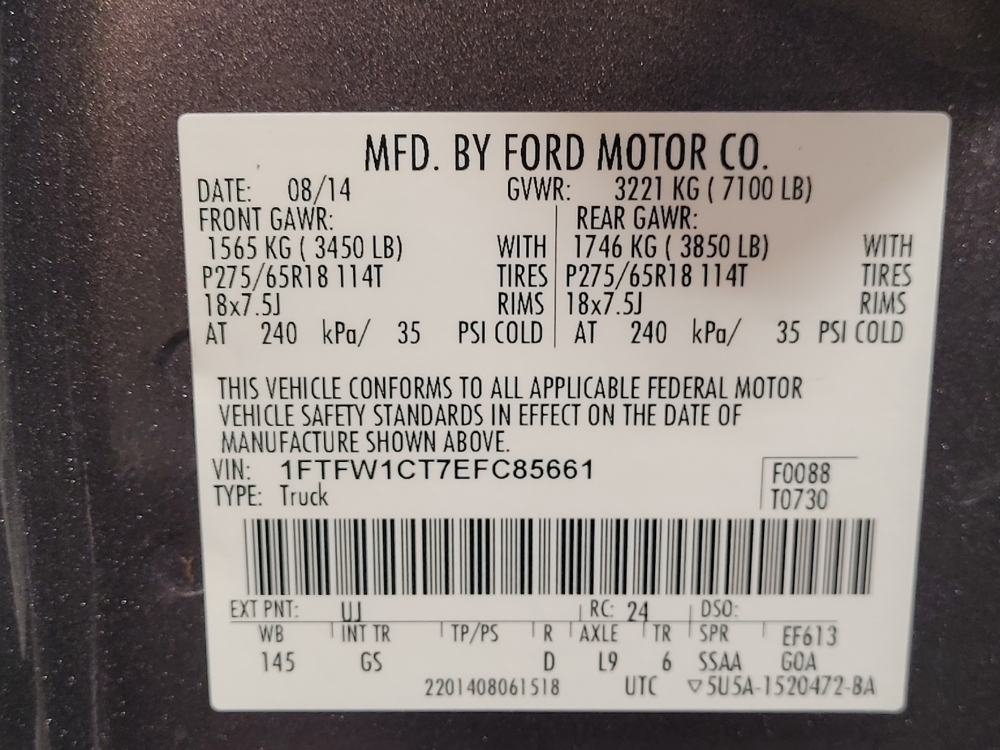 MFD. BY FORD MOTOR CO.
DATE: 08/14 GVWR: 3221 KG ( 7100 LB)
FRONT GAWR: REAR GAWR:
1565 KG ( 3450 LB) WITH 1746 KG ( 3850 LB) WITH
P275/65R18 114T TIRES P275/65R18 114T TIRES
18x7.5J RIMS 18x7.5J RIMS
AT 240 kPa/ 35 PSI COLD AT 240 kPa/ 35 PSI COLD
THIS VEHICLE CONFORMS TO ALL APPLICABLE FEDERAL MOTOR
VEHICLE SAFETY STANDARDS IN EFFECT ON THE DATE OF
MANUFACTURE SHOWN ABOVE.
VIN: 1FTFW1CT7EFC85661 F0088
TYPE: Truck T0730
EXT PNT: UJ RC: 24 DSO:
WB INT TR TP/PS R AXLE TR SPR EF613
145 GS D L9 6 SSAA GOA
2201408061518 UTC ▽5U5A-1520472-BA